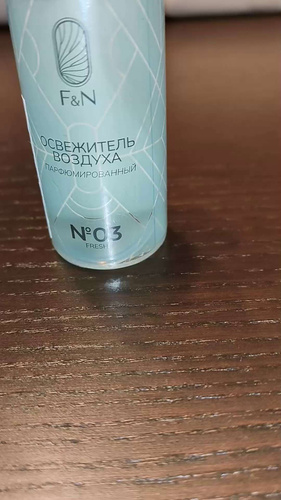 F&N
ОСВЕЖИТЕЛЬ
ВОЗДУХА
ПАРФЮМИРОВАННЫЙ
№03
FRESH